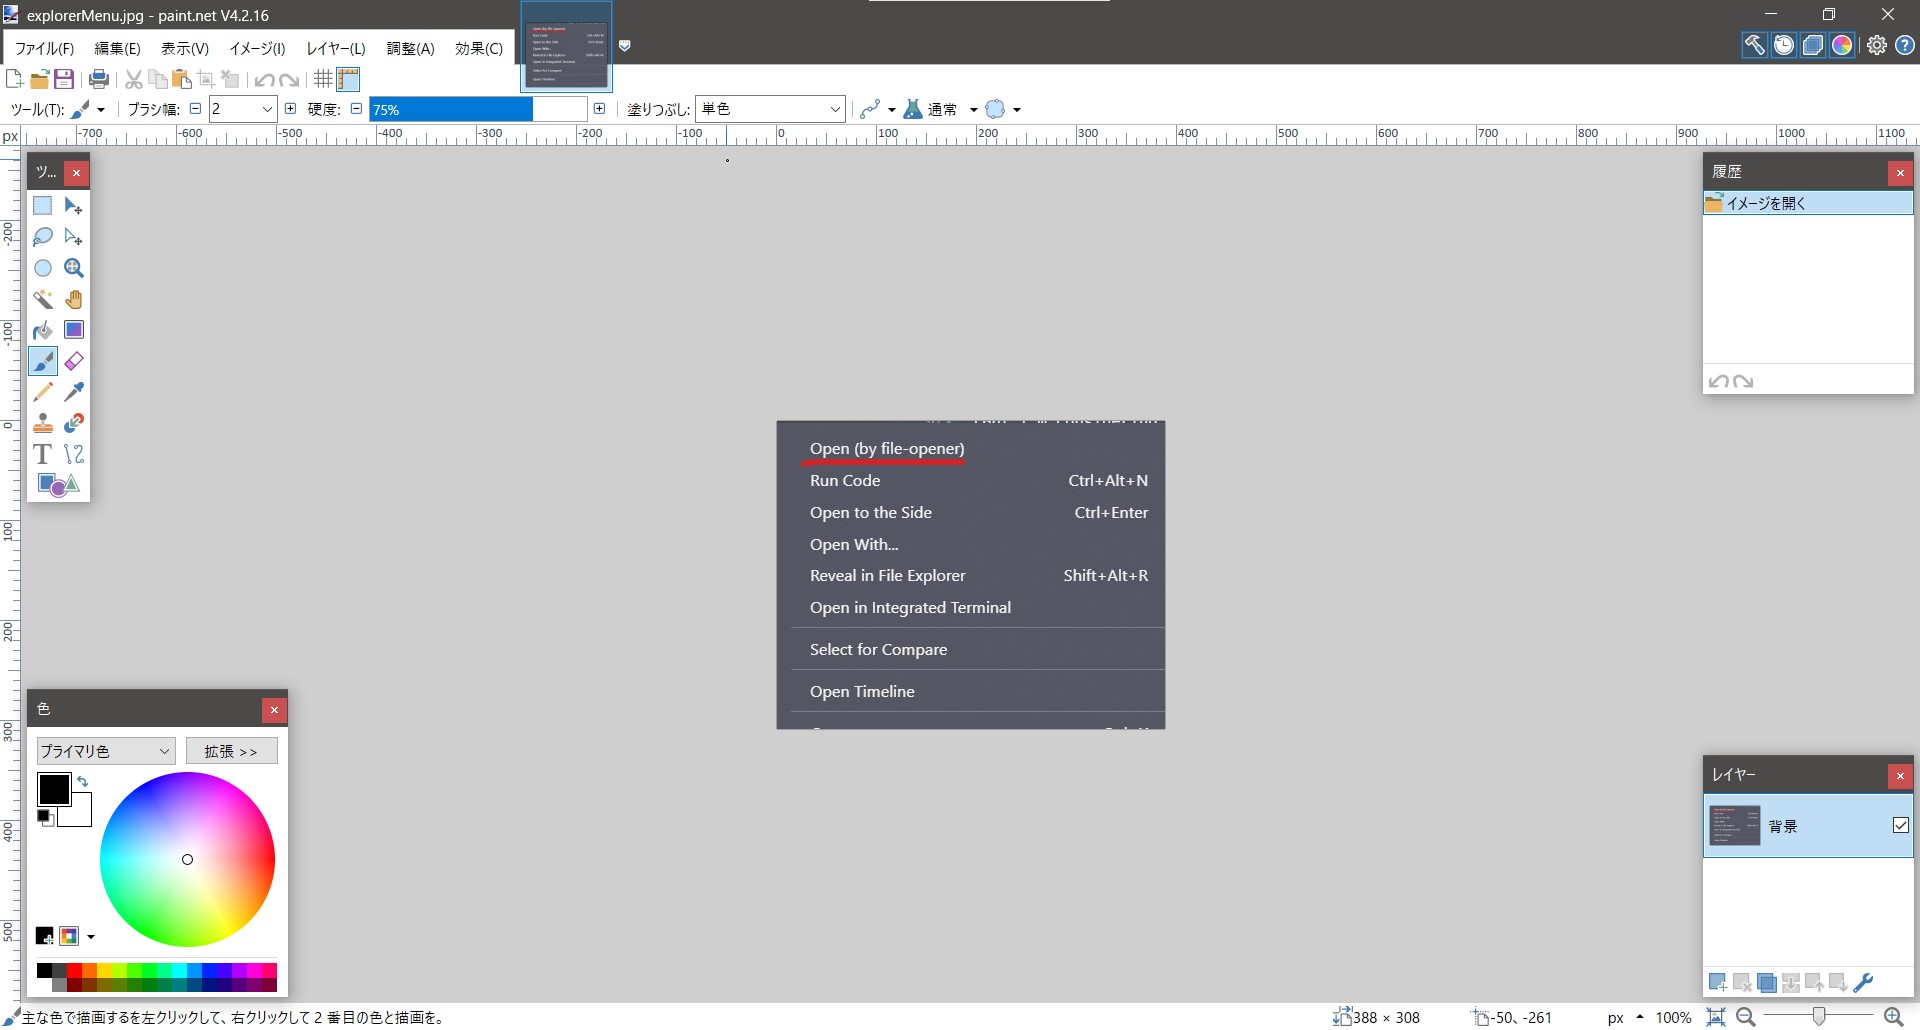 explorerMenu.jpg - paint.net V4.2.16
ファイル(F) 編集(E) 表示(V) イメージ(I) レイヤー(L) 調整(A) 効果(C)
ツール(T): ブラシ幅: 2 硬度: 75% 塗りつぶし: 単色 通常
px -700 -600 -500 -400 -300 -200 -100 0 100 200 300 400 500 600 700 800 900 1000 1100
-200
-100
0
100
200
300
400
500
ツ...
履歴
イメージを開く
Open (by file-opener)
Run Code Ctrl+Alt+N
Open to the Side Ctrl+Enter
Open With...
Reveal in File Explorer Shift+Alt+R
Open in Integrated Terminal
Select for Compare
Open Timeline
色
プライマリ色 拡張 >>
レイヤー
背景
主な色で描画するを左クリックして、右クリックして 2 番目の色と描画を。
388 × 308 -50、-261 px 100%